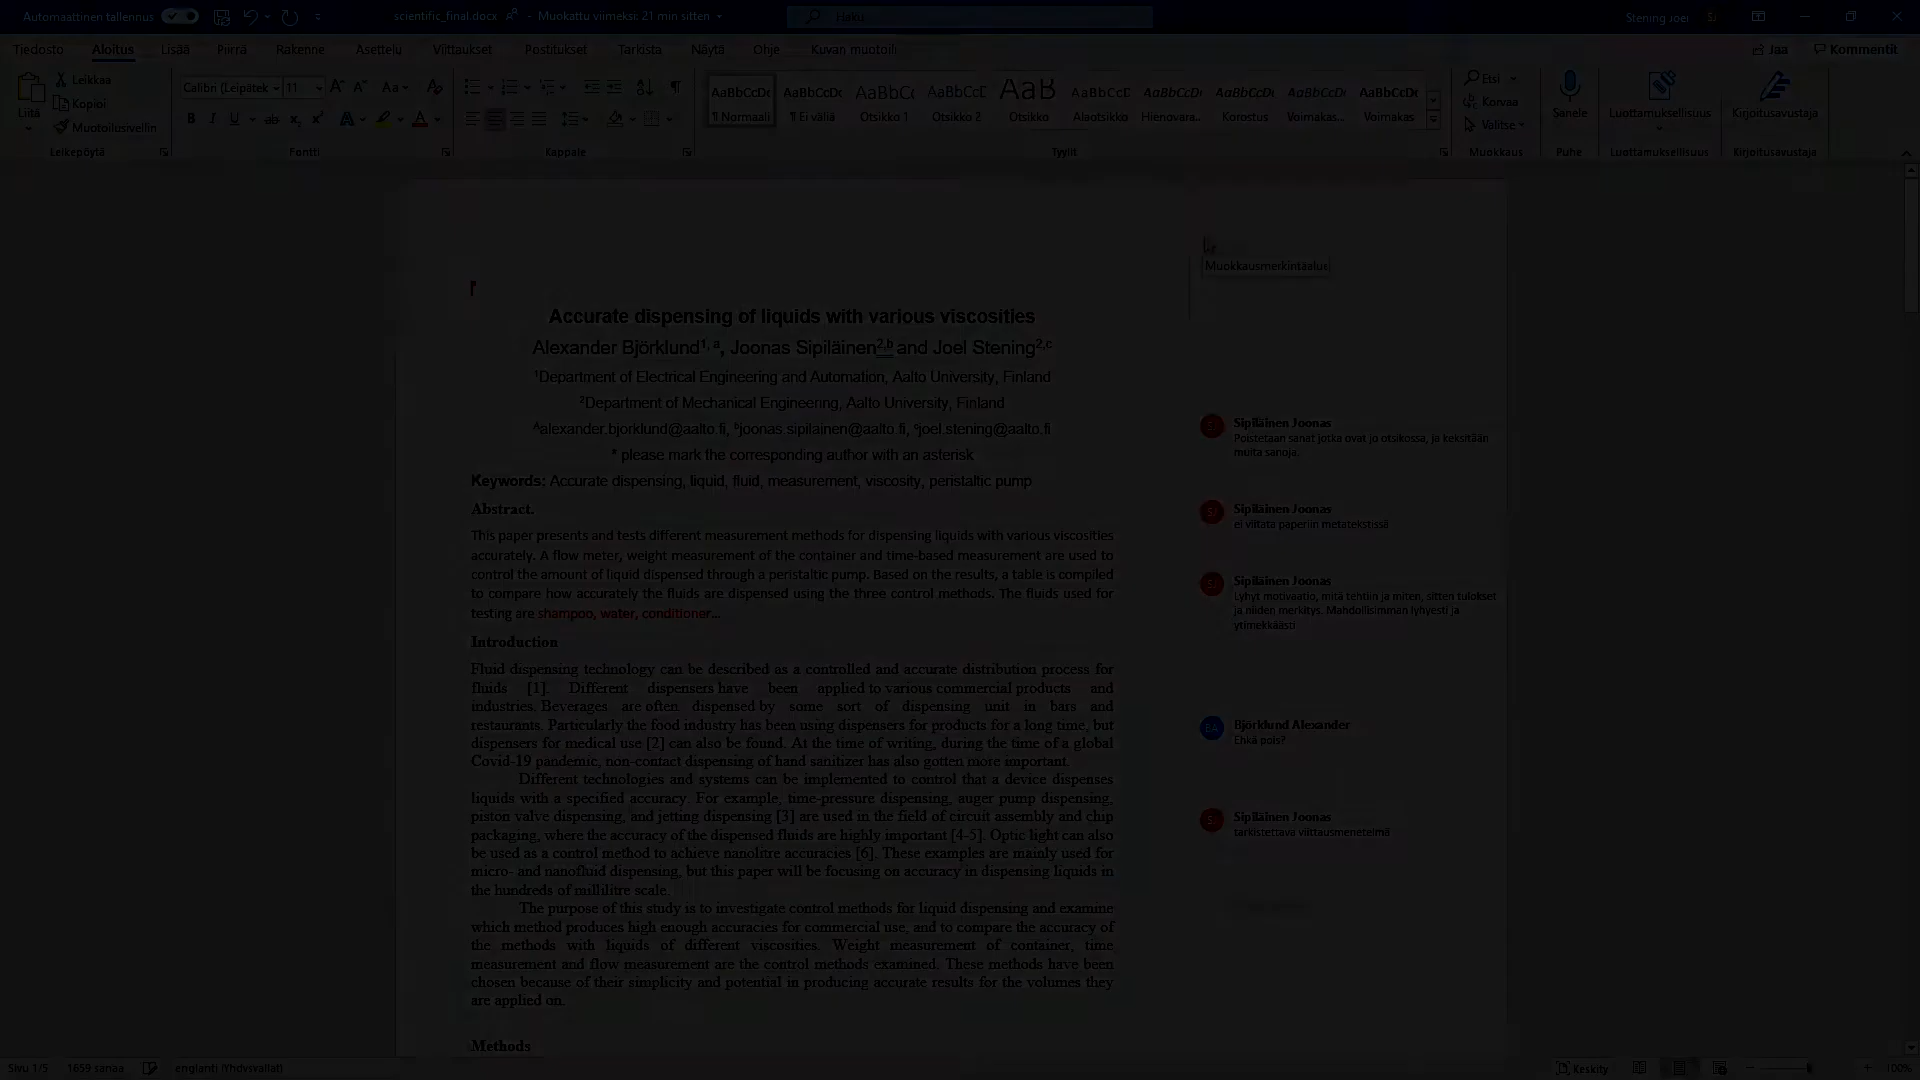 Automaattinen tallennus
scientific_final.docx
- Muokattu viimeksi: 21 min sitten
Haku
Stening Joel
SJ
Tiedosto Aloitus Lisää Piirrä Rakenne Asettelu Viittaukset Postitukset Tarkista Näytä Ohje Kuvan muotoilu
Jaa Kommentit
Liitä
Leikkaa
Kopioi
Muotoilusivellin
Leikepöytä
Calibri (Leipätek 11
Fontti
Kappale
AaBbCcDc AaBbCcDc AaBbCc AaBbCcD AaB AaBbCcD AaBbCcDc AaBbCcDc AaBbCcDc AaBbCcDc
¶ Normaali ¶ Ei väliä Otsikko 1 Otsikko 2 Otsikko Alaotsikko Hienovara... Korostus Voimakas... Voimakas
Tyylit
Etsi
Korvaa
Valitse
Muokkaus
Sanele
Puhe
Luottamuksellisuus
Luottamuksellisuus
Kirjoitusavustaja
Kirjoitusavustaja
Muokkausmerkintäalue
Accurate dispensing of liquids with various viscosities
Alexander Björklund1, a, Joonas Sipiläinen2,b and Joel Stening2,c
1Department of Electrical Engineering and Automation, Aalto University, Finland
2Department of Mechanical Engineering, Aalto University, Finland
Aalexander.bjorklund@aalto.fi, bjoonas.sipilainen@aalto.fi, cjoel.stening@aalto.fi
* please mark the corresponding author with an asterisk
Keywords: Accurate dispensing, liquid, fluid, measurement, viscosity, peristaltic pump
Abstract.
This paper presents and tests different measurement methods for dispensing liquids with various viscosities
accurately. A flow meter, weight measurement of the container and time-based measurement are used to
control the amount of liquid dispensed through a peristaltic pump. Based on the results, a table is compiled
to compare how accurately the fluids are dispensed using the three control methods. The fluids used for
testing are shampoo, water, conditioner...
Introduction
Fluid dispensing technology can be described as a controlled and accurate distribution process for
fluids [1]. Different dispensers have been applied to various commercial products and
industries. Beverages are often dispensed by some sort of dispensing unit in bars and
restaurants. Particularly the food industry has been using dispensers for products for a long time, but
dispensers for medical use [2] can also be found. At the time of writing, during the time of a global
Covid-19 pandemic, non-contact dispensing of hand sanitizer has also gotten more important.
Different technologies and systems can be implemented to control that a device dispenses
liquids with a specified accuracy. For example, time-pressure dispensing, auger pump dispensing,
piston valve dispensing, and jetting dispensing [3] are used in the field of circuit assembly and chip
packaging, where the accuracy of the dispensed fluids are highly important [4-5]. Optic light can also
be used as a control method to achieve nanolitre accuracies [6]. These examples are mainly used for
micro- and nanofluid dispensing, but this paper will be focusing on accuracy in dispensing liquids in
the hundreds of millilitre scale.
The purpose of this study is to investigate control methods for liquid dispensing and examine
which method produces high enough accuracies for commercial use, and to compare the accuracy of
the methods with liquids of different viscosities. Weight measurement of container, time
measurement and flow measurement are the control methods examined. These methods have been
chosen because of their simplicity and potential in producing accurate results for the volumes they
are applied on.
Methods
Sipiläinen Joonas
Poistetaan sanat jotka ovat jo otsikossa, ja keksitään
muita sanoja.
Sipiläinen Joonas
ei viitata paperiin metatekstissä
Sipiläinen Joonas
Lyhyt motivaatio, mitä tehtiin ja miten, sitten tulokset
ja niiden merkitys. Mahdollisimman lyhyesti ja
ytimekkäästi
BA
Björklund Alexander
Ehkä pois?
Sipiläinen Joonas
tarkistettava viittausmenetelmä
Sivu 1/5 1659 sanaa englanti (Yhdysvallat)
Keskity
100%